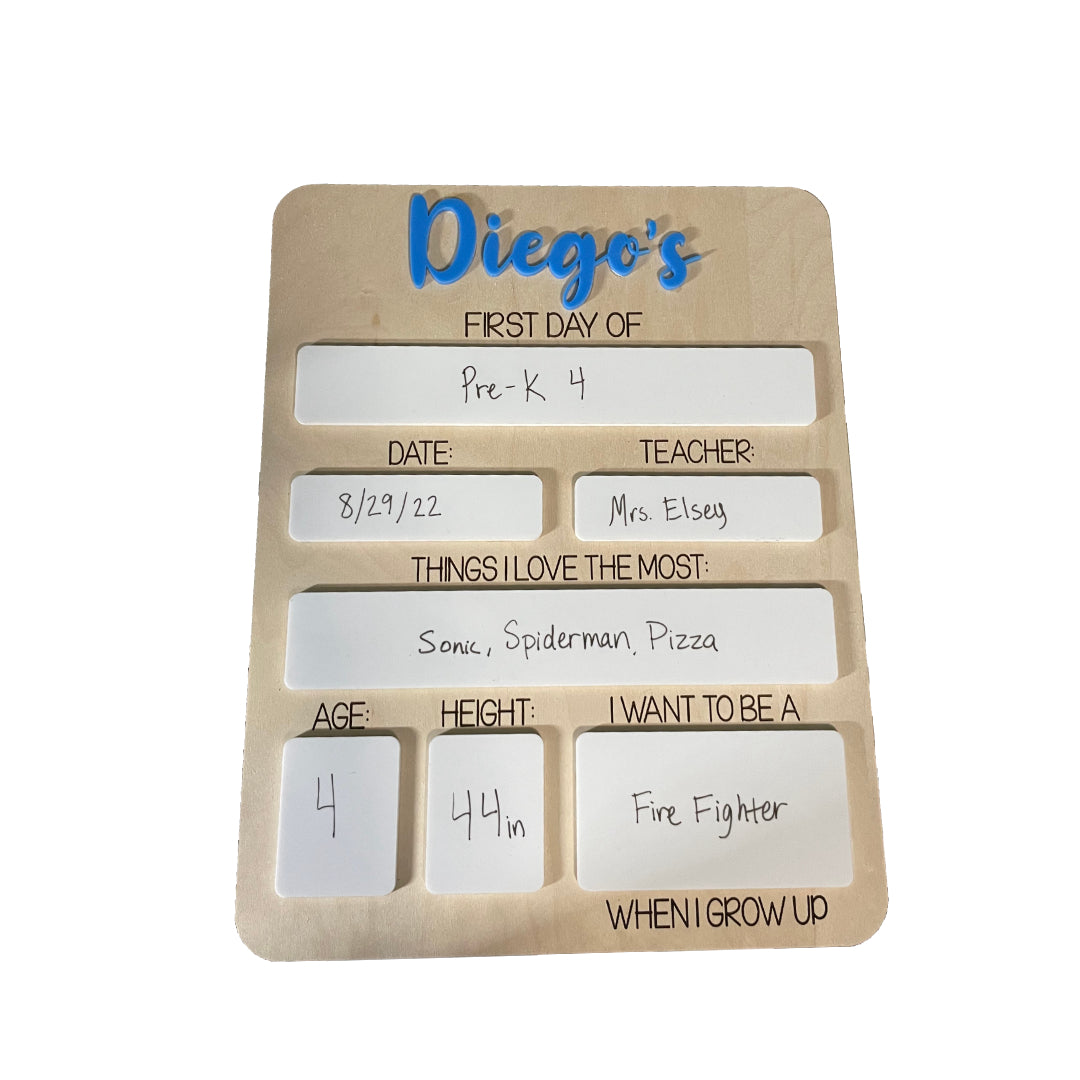 Diego's
FIRST DAY OF
Pre-K 4
DATE: TEACHER:
8/29/22 Mrs. Elsey
THINGS I LOVE THE MOST:
Sonic, Spiderman, Pizza
AGE: HEIGHT: I WANT TO BE A
4 44in Fire Fighter
WHEN I GROW UP